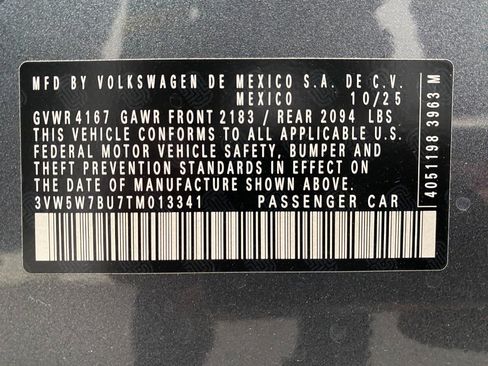 MFD BY VOLKSWAGEN DE MEXICO S.A. DE C.V.
MEXICO 10/25
GVWR 4167 GAWR FRONT 2183 / REAR 2094 LBS
THIS VEHICLE CONFORMS TO ALL APPLICABLE U.S.
FEDERAL MOTOR VEHICLE SAFETY, BUMPER AND
THEFT PREVENTION STANDARDS IN EFFECT ON
THE DATE OF MANUFACTURE SHOWN ABOVE.
3VW5W7BU7TM013341 PASSENGER CAR
4051198 3963 M